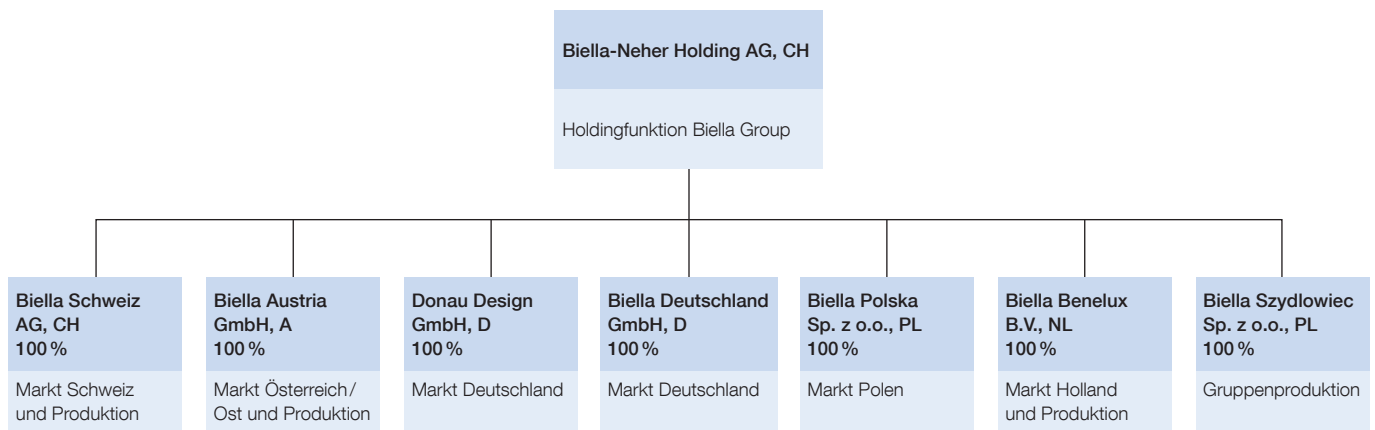 Biella-Neher Holding AG, CH
Holdingfunktion Biella Group
Biella Schweiz
AG, CH
100 %
Markt Schweiz
und Produktion
Biella Austria
GmbH, A
100 %
Markt Österreich /
Ost und Produktion
Donau Design
GmbH, D
100 %
Markt Deutschland
Biella Deutschland
GmbH, D
100 %
Markt Deutschland
Biella Polska
Sp. z o.o., PL
100 %
Markt Polen
Biella Benelux
B.V., NL
100 %
Markt Holland
und Produktion
Biella Szydlowiec
Sp. z o.o., PL
100 %
Gruppenproduktion